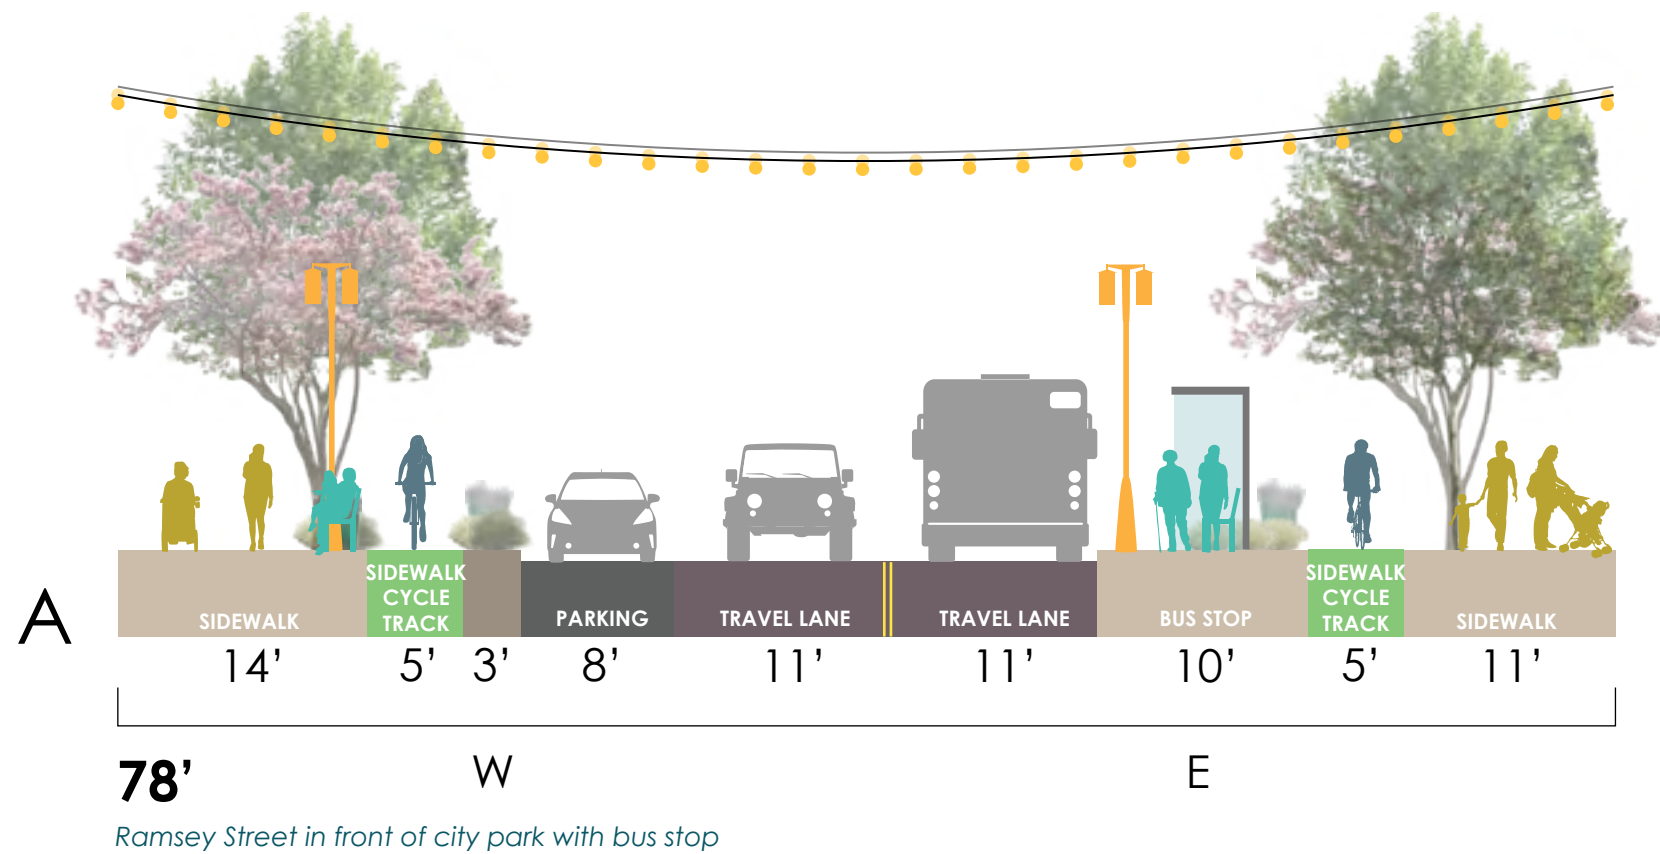 SIDEWALK
SIDEWALK
CYCLE
TRACK
PARKING
TRAVEL LANE
TRAVEL LANE
BUS STOP
SIDEWALK
CYCLE
TRACK
SIDEWALK
A
14’ 5’ 3’ 8’ 11’ 11’ 10’ 5’ 11’
78’
W E
Ramsey Street in front of city park with bus stop